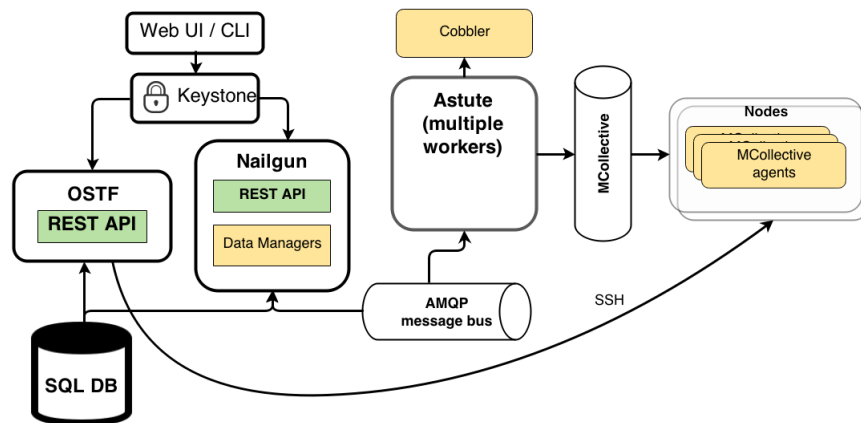 Web UI / CLI
Keystone
OSTF
REST API
Nailgun
REST API
Data Managers
SQL DB
Cobbler
Astute
(multiple
workers)
AMQP
message bus
MCollective
Nodes
MCollective
agents
SSH